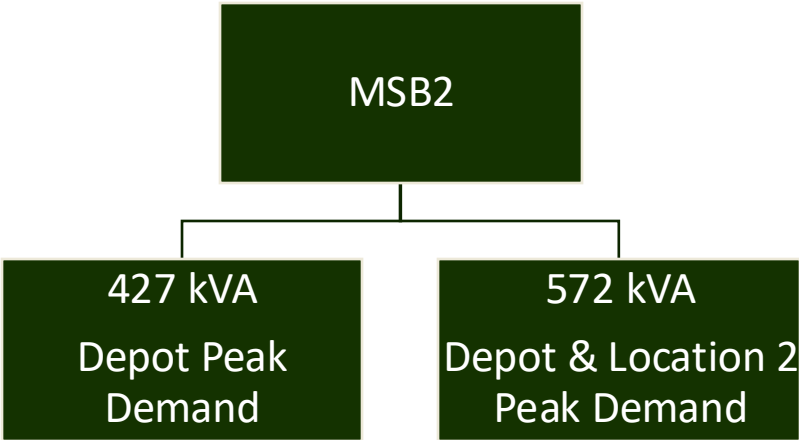 MSB2
427 kVA
Depot Peak
Demand
572 kVA
Depot & Location 2
Peak Demand